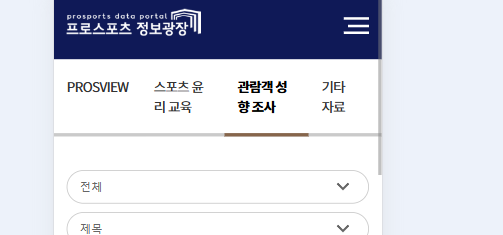 prosports data portal
프로스포츠 정보광장
PROSVIEW
스포츠 윤
리 교육
관람객 성
향 조사
기타
자료
전체
제목